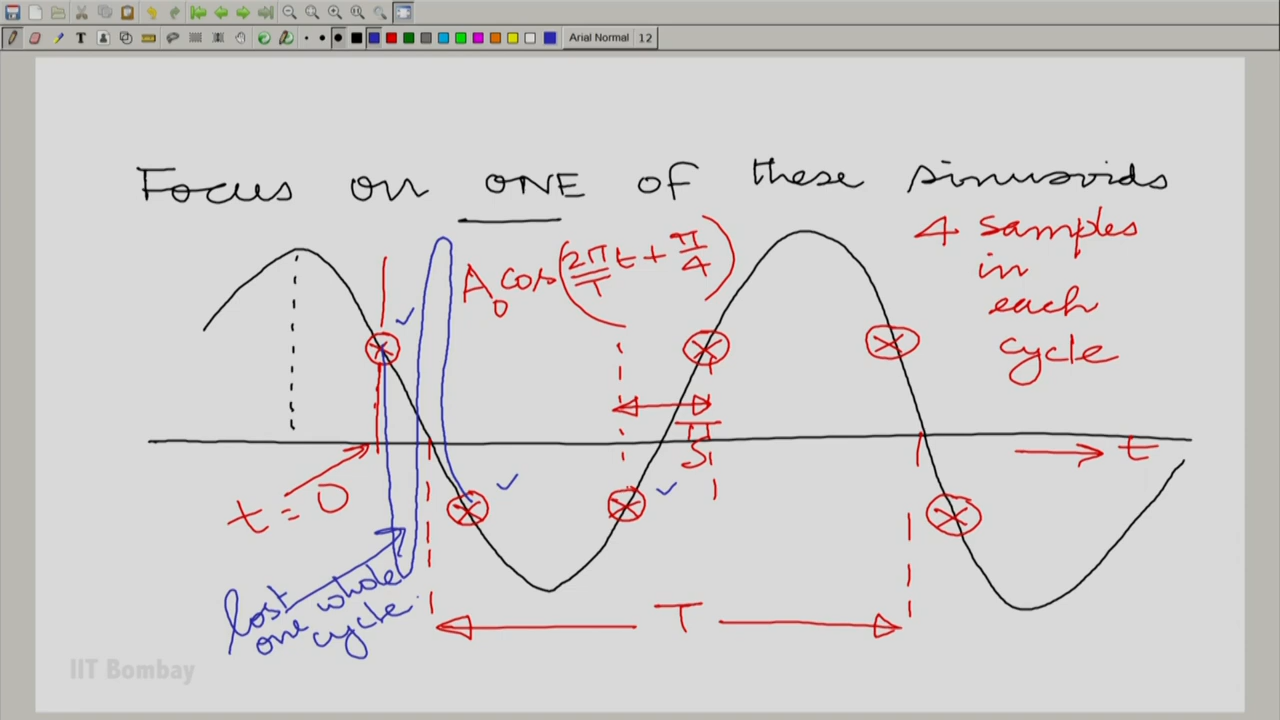 Arial Normal 12
Focus on ONE of these sinusoids
A₀ cos(2π/T t + π/4)
4 samples
in
each
cycle
t = 0
t
T
lost
one whole
cycle.
IIT Bombay